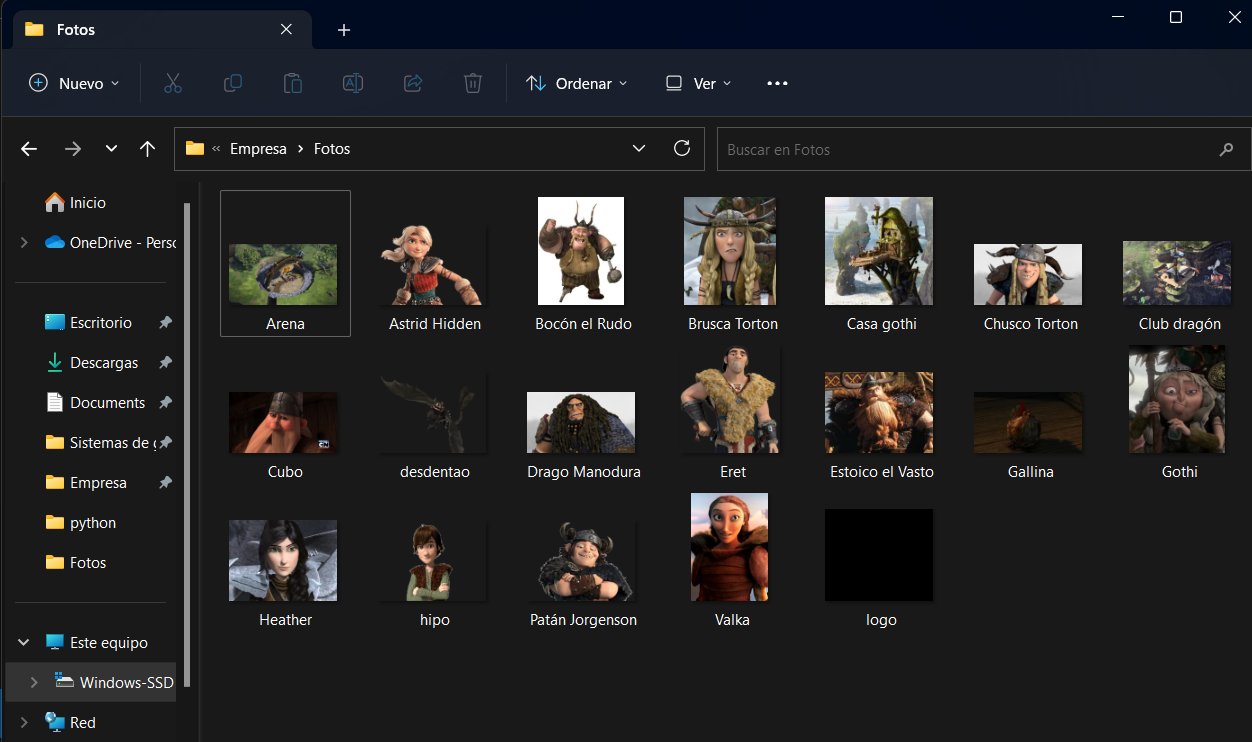 Fotos
Nuevo
Ordenar
Ver
« Empresa > Fotos
Buscar en Fotos
Inicio
OneDrive - Perso
Escritorio
Descargas
Documents
Sistemas de
Empresa
python
Fotos
Este equipo
Windows-SSD
Red
Arena
Astrid Hidden
Bocón el Rudo
Brusca Torton
Casa gothi
Chusco Torton
Club dragón
Cubo
desdentao
Drago Manodura
Eret
Estoico el Vasto
Gallina
Gothi
Heather
hipo
Patán Jorgenson
Valka
logo